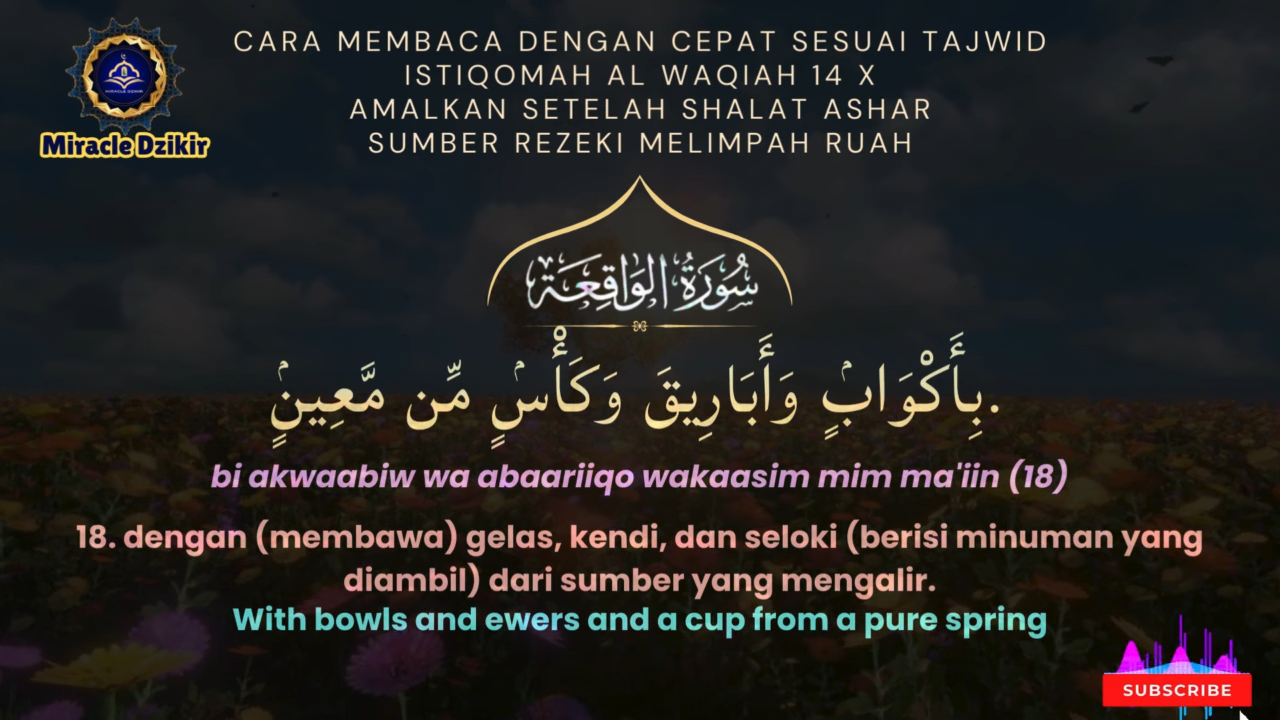 CARA MEMBACA DENGAN CEPAT SESUAI TAJWID
ISTIQOMAH AL WAQIAH 14 X
AMALKAN SETELAH SHALAT ASHAR
SUMBER REZEKI MELIMPAH RUAH
MIRACLE DZIKIR
Miracle Dzikir
سُورَةُ الوَاقِعَة
بِأَكْوَابٍۢ وَأَبَارِيقَ وَكَأْسٍۢ مِّن مَّعِينٍۢ.
bi akwaabiw wa abaariiqo wakaasim mim ma'iin (18)
18. dengan (membawa) gelas, kendi, dan seloki (berisi minuman yang
diambil) dari sumber yang mengalir.
With bowls and ewers and a cup from a pure spring
SUBSCRIBE